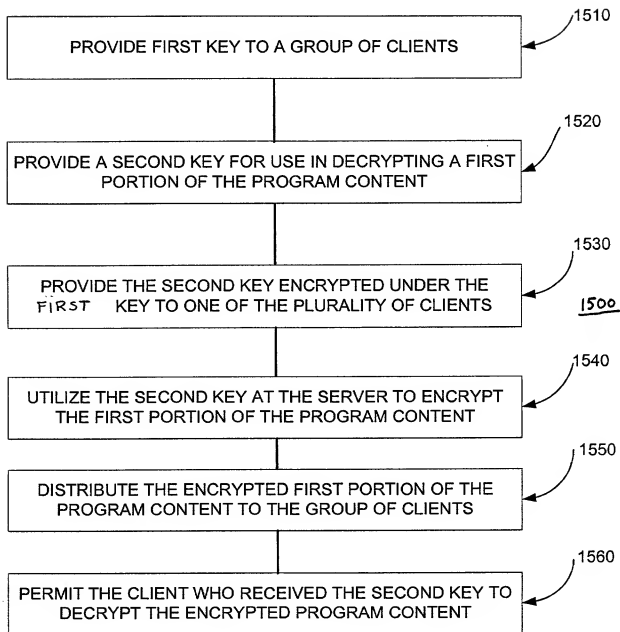 1510
PROVIDE FIRST KEY TO A GROUP OF CLIENTS
1520
PROVIDE A SECOND KEY FOR USE IN DECRYPTING A FIRST
PORTION OF THE PROGRAM CONTENT
1530
PROVIDE THE SECOND KEY ENCRYPTED UNDER THE
FIRST KEY TO ONE OF THE PLURALITY OF CLIENTS
1500
1540
UTILIZE THE SECOND KEY AT THE SERVER TO ENCRYPT
THE FIRST PORTION OF THE PROGRAM CONTENT
1550
DISTRIBUTE THE ENCRYPTED FIRST PORTION OF THE
PROGRAM CONTENT TO THE GROUP OF CLIENTS
1560
PERMIT THE CLIENT WHO RECEIVED THE SECOND KEY TO
DECRYPT THE ENCRYPTED PROGRAM CONTENT